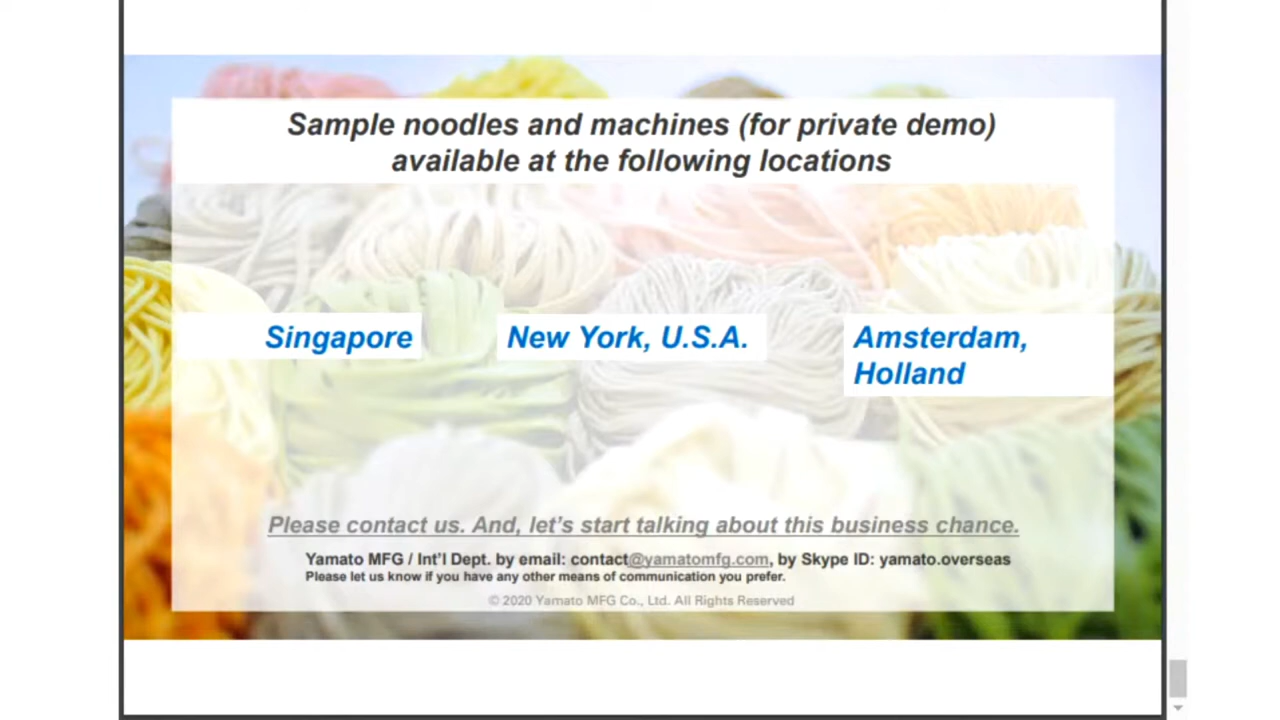 Sample noodles and machines (for private demo)
available at the following locations
Singapore
New York, U.S.A.
Amsterdam,
Holland
Please contact us. And, let's start talking about this business chance.
Yamato MFG / Int'l Dept. by email: contact@yamatomfg.com, by Skype ID: yamato.overseas
Please let us know if you have any other means of communication you prefer.
© 2020 Yamato MFG Co., Ltd. All Rights Reserved